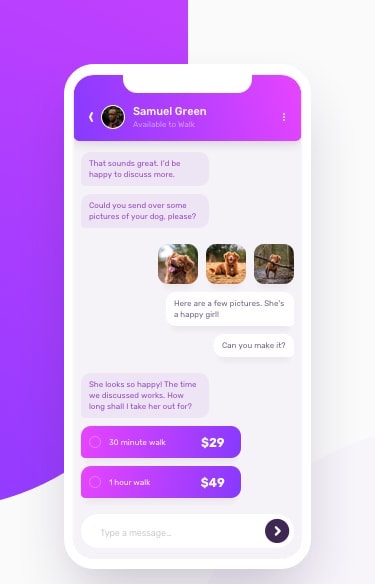 Samuel Green
Available to Walk
That sounds great. I'd be
happy to discuss more.
Could you send over some
pictures of your dog, please?
Here are a few pictures. She's
a happy girl!
Can you make it?
She looks so happy! The time
we discussed works. How
long shall I take her out for?
30 minute walk $29
1 hour walk $49
Type a message...